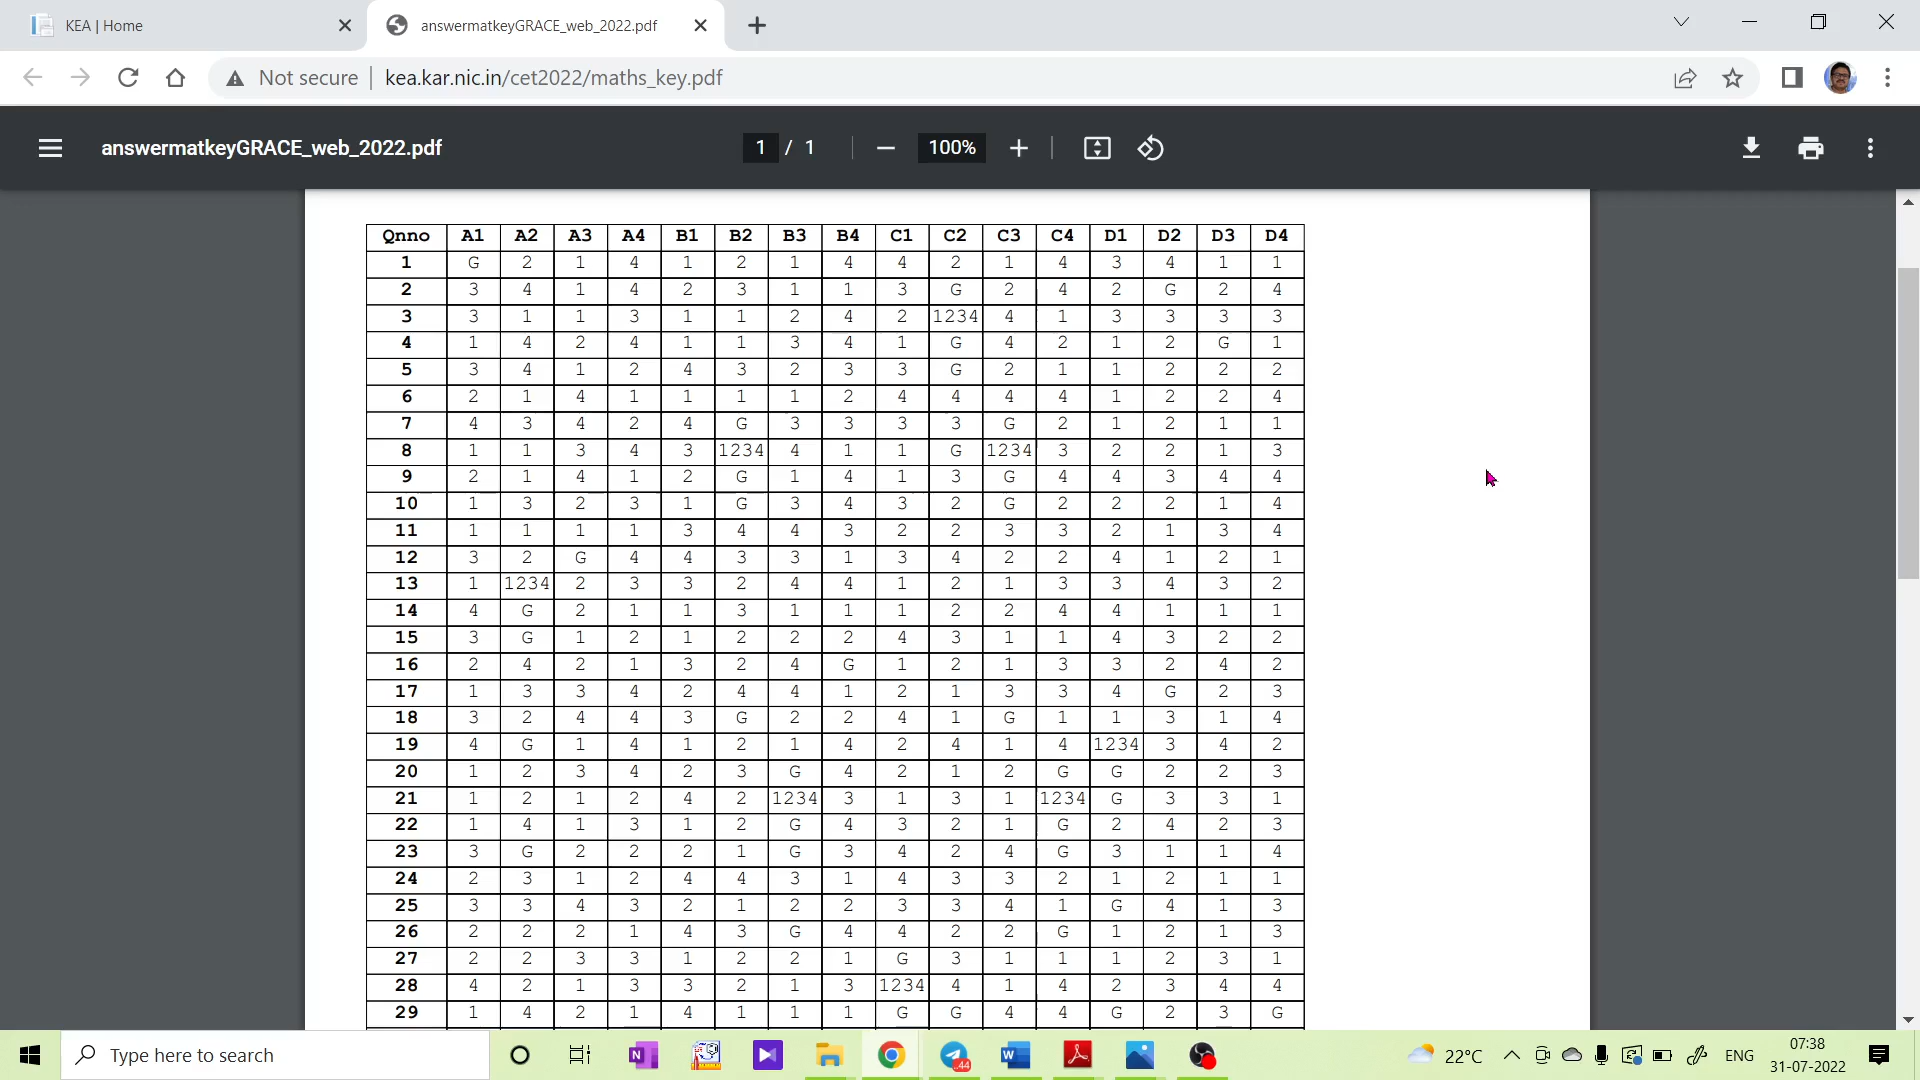 KEA | Home
answermatkeyGRACE_web_2022.pdf
Not secure
kea.kar.nic.in/cet2022/maths_key.pdf
answermatkeyGRACE_web_2022.pdf
1 / 1
100%
Qnno A1 A2 A3 A4 B1 B2 B3 B4 C1 C2 C3 C4 D1 D2 D3 D4
1 G 2 1 4 1 2 1 4 4 2 1 4 3 4 1 1
2 3 4 1 4 2 3 1 1 3 G 2 4 2 G 2 4
3 3 1 1 3 1 1 2 4 2 1234 4 1 3 3 3 3
4 1 4 2 4 1 1 3 4 1 G 4 2 1 2 G 1
5 3 4 1 2 4 3 2 3 3 G 2 1 1 2 2 2
6 2 1 4 1 1 1 1 2 4 4 4 4 1 2 2 4
7 4 3 4 2 4 G 3 3 3 3 G 2 1 2 1 1
8 1 1 3 4 3 1234 4 1 1 G 1234 3 2 2 1 3
9 2 1 4 1 2 G 1 4 1 3 G 4 4 3 4 4
10 1 3 2 3 1 G 3 4 3 2 G 2 2 2 1 4
11 1 1 1 1 3 4 4 3 2 2 3 3 2 1 3 4
12 3 2 G 4 4 3 3 1 3 4 2 2 4 1 2 1
13 1 1234 2 3 3 2 4 4 1 2 1 3 3 4 3 2
14 4 G 2 1 1 3 1 1 1 2 2 4 4 1 1 1
15 3 G 1 2 1 2 2 2 4 3 1 1 4 3 2 2
16 2 4 2 1 3 2 4 G 1 2 1 3 3 2 4 2
17 1 3 3 4 2 4 4 1 2 1 3 3 4 G 2 3
18 3 2 4 4 3 G 2 2 4 1 G 1 1 3 1 4
19 4 G 1 4 1 2 1 4 2 4 1 4 1234 3 4 2
20 1 2 3 4 2 3 G 4 2 1 2 G G 2 2 3
21 1 2 1 2 4 2 1234 3 1 3 1 1234 G 3 3 1
22 1 4 1 3 1 2 G 4 3 2 1 G 2 4 2 3
23 3 G 2 2 2 1 G 3 4 2 4 G 3 1 1 4
24 2 3 1 2 4 4 3 1 4 3 3 2 1 2 1 1
25 3 3 4 3 2 1 2 2 3 3 4 1 G 4 1 3
26 2 2 2 1 4 3 G 4 4 2 2 G 1 2 1 3
27 2 2 3 3 1 2 2 1 G 3 1 1 1 2 3 1
28 4 2 1 3 3 2 1 3 1234 4 1 4 2 3 4 4
29 1 4 2 1 4 1 1 1 G G 4 4 G 2 3 G
Type here to search
44
22°C
ENG
07:38
31-07-2022